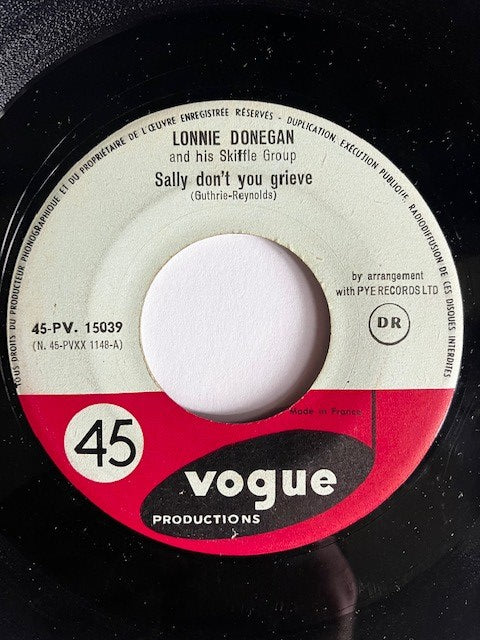 TOUS DROITS DU PRODUCTEUR PHONOGRAPHIQUE ET DU PROPRIÉTAIRE DE L'ŒUVRE ENREGISTRÉE RÉSERVÉS - DUPLICATION, EXÉCUTION PUBLIQUE, RADIODIFFUSION DE CES DISQUES INTERDITES
LONNIE DONEGAN
and his Skiffle Group
Sally don't you grieve
(Guthrie-Reynolds)
by arrangement
with PYE RECORDS LTD
DR
45-PV. 15039
(N. 45-PVXX 1148-A)
Made in France
45
vogue
PRODUCTIONS